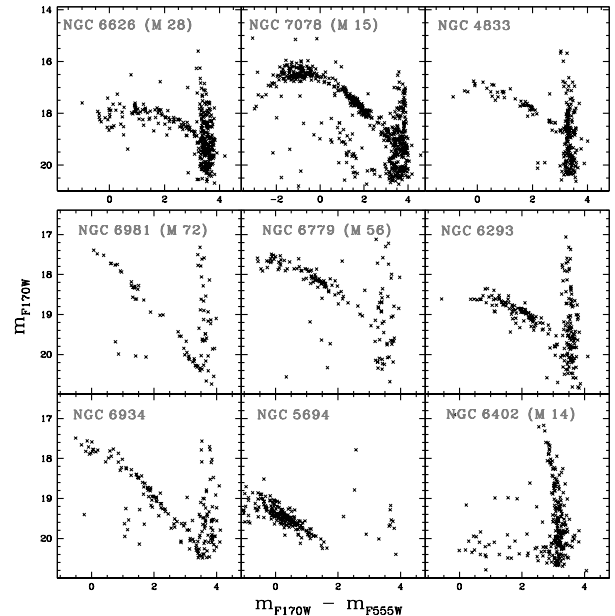 NGC 6626 (M 28)
NGC 7078 (M 15)
NGC 4833
14
16
18
20
0 2 4
-2 0 2 4
0 2 4
NGC 6981 (M 72)
NGC 6779 (M 56)
NGC 6293
17
18
19
20
NGC 6934
NGC 5694
NGC 6402 (M 14)
17
18
19
20
21
0 2 4
0 2 4
0 2 4
m_F170W
m_F170W − m_F555W